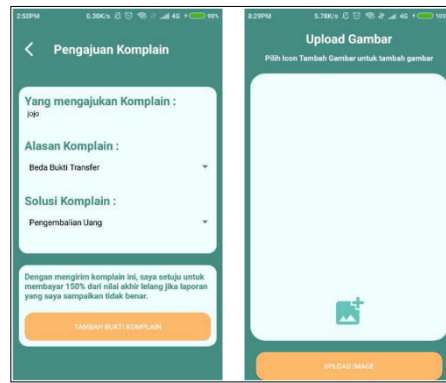 2:50PM
0.30K/s
4G
98%
Pengajuan Komplain
Yang mengajukan Komplain :
jojo
Alasan Komplain :
Beda Bukti Transfer
Solusi Komplain :
Pengembalian Uang
Dengan mengirim komplain ini, saya setuju untuk
membayar 150% dari nilai akhir lelang jika laporan
yang saya sampaikan tidak benar.
TAMBAH BUKTI KOMPLAIN
8:29PM
5.78K/s
4G
Upload Gambar
Pilih Icon Tambah Gambar untuk tambah gambar
UPLOAD IMAGE